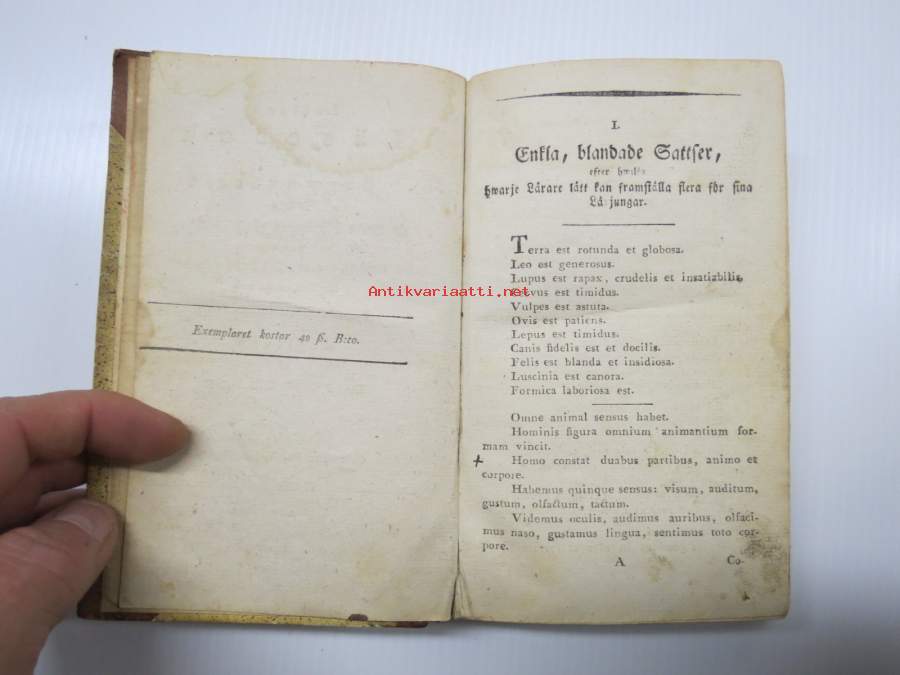 Exemplaret kostar 40 ß. B:co.
I.
Enkla, blandade Sattser,
efter hwilka
hwarje Lärare lätt kan framställa flera för sina
Lärjungar.
Terra est rotunda et globosa.
Leo est generosus.
Lupus est rapax, crudelis et insatiabilis.
Cervus est timidus.
Vulpes est astuta.
Ovis est patiens.
Lepus est timidus.
Canis fidelis est et docilis.
Felis est blanda et insidiosa.
Luscinia est canora.
Formica laboriosa est.
Omne animal sensus habet.
Hominis figura omnium animantium for-
mam vincit.
Homo constat duabus partibus, animo et
corpore.
Habemus quinque sensus: visum, auditum,
gustum, olfactum, tactum.
Videmus oculis, audimus auribus, olfaci-
mus naso, gustamus lingua, sentimus toto cor-
pore.
A Co-
Antikvariaatti.net